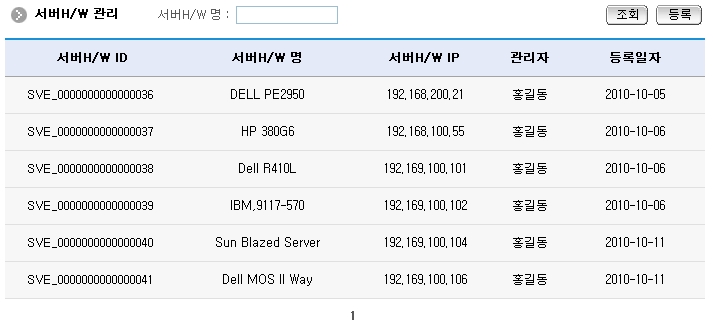 서버H/W 관리 서버H/W 명 : 조회 등록
서버H/W ID 서버H/W 명 서버H/W IP 관리자 등록일자
SVE_0000000000000036 DELL PE2950 192,168,200,21 홍길동 2010-10-05
SVE_0000000000000037 HP 380G6 192,168,100,55 홍길동 2010-10-06
SVE_0000000000000038 Dell R410L 192,169,100,101 홍길동 2010-10-06
SVE_0000000000000039 IBM,9117-570 192,169,100,102 홍길동 2010-10-06
SVE_0000000000000040 Sun Blazed Server 192,169,100,104 홍길동 2010-10-11
SVE_0000000000000041 Dell MOS II Way 192,169,100,106 홍길동 2010-10-11
1